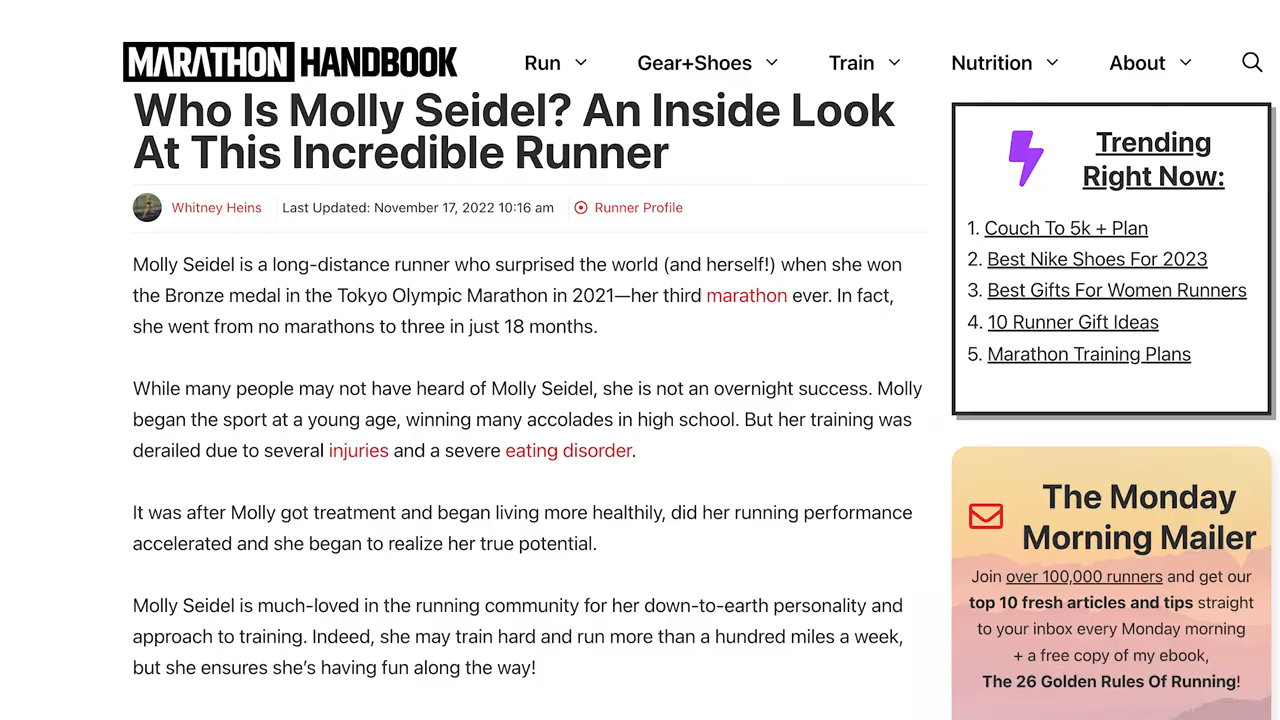 MARATHON HANDBOOK
Run
Gear+Shoes
Train
Nutrition
About
Who Is Molly Seidel? An Inside Look
At This Incredible Runner
Whitney Heins
Last Updated: November 17, 2022 10:16 am
Runner Profile
Molly Seidel is a long-distance runner who surprised the world (and herself!) when she won
the Bronze medal in the Tokyo Olympic Marathon in 2021—her third marathon ever. In fact,
she went from no marathons to three in just 18 months.
While many people may not have heard of Molly Seidel, she is not an overnight success. Molly
began the sport at a young age, winning many accolades in high school. But her training was
derailed due to several injuries and a severe eating disorder.
It was after Molly got treatment and began living more healthily, did her running performance
accelerated and she began to realize her true potential.
Molly Seidel is much-loved in the running community for her down-to-earth personality and
approach to training. Indeed, she may train hard and run more than a hundred miles a week,
but she ensures she's having fun along the way!
Trending
Right Now:
1. Couch To 5k + Plan
2. Best Nike Shoes For 2023
3. Best Gifts For Women Runners
4. 10 Runner Gift Ideas
5. Marathon Training Plans
The Monday
Morning Mailer
Join over 100,000 runners and get our
top 10 fresh articles and tips straight
to your inbox every Monday morning
+ a free copy of my ebook,
The 26 Golden Rules Of Running!